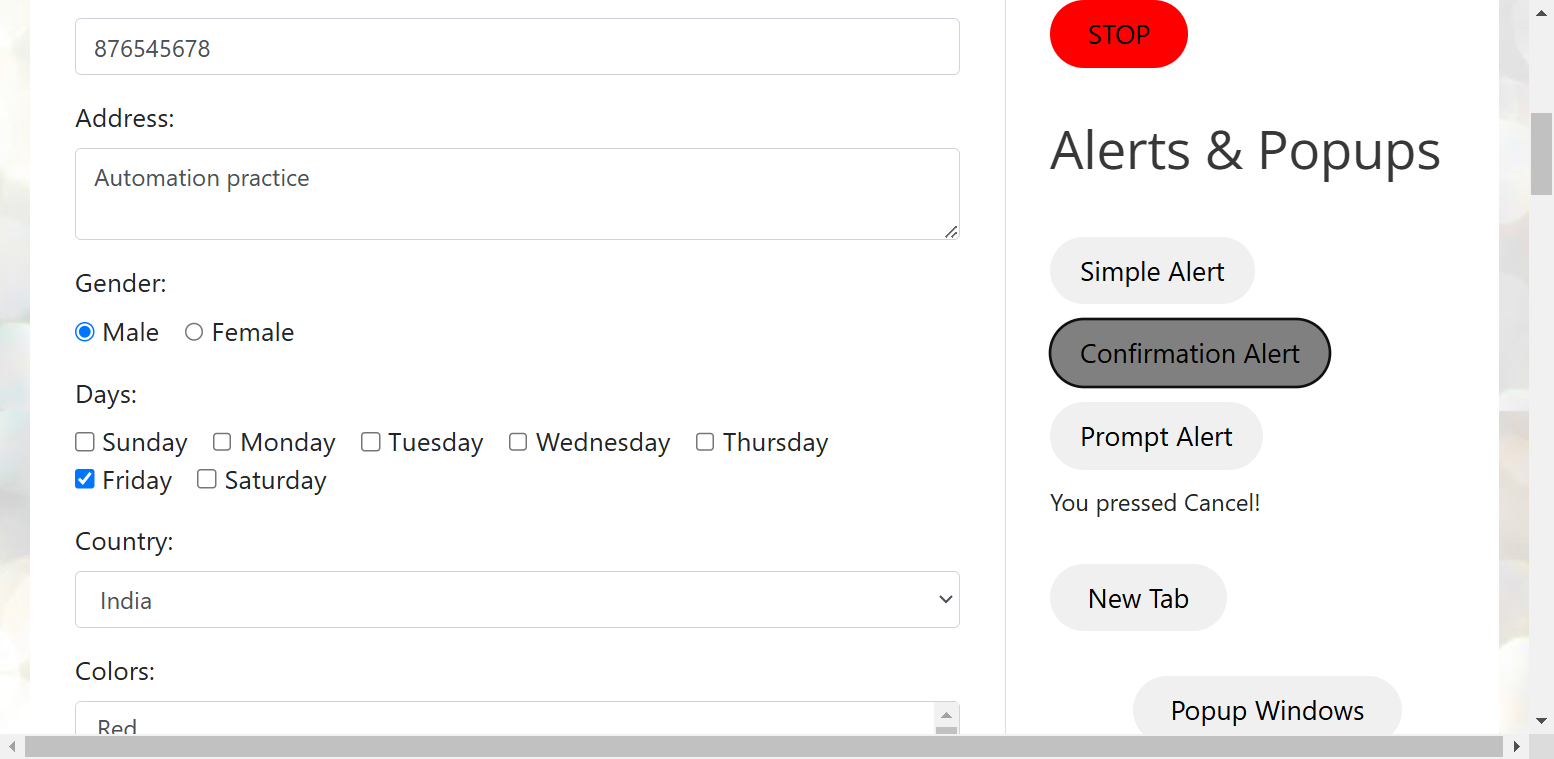 876545678
Address:
Automation practice
Gender:
Male Female
Days:
Sunday Monday Tuesday Wednesday Thursday
Friday Saturday
Country:
India
Colors:
Red
STOP
Alerts & Popups
Simple Alert
Confirmation Alert
Prompt Alert
You pressed Cancel!
New Tab
Popup Windows